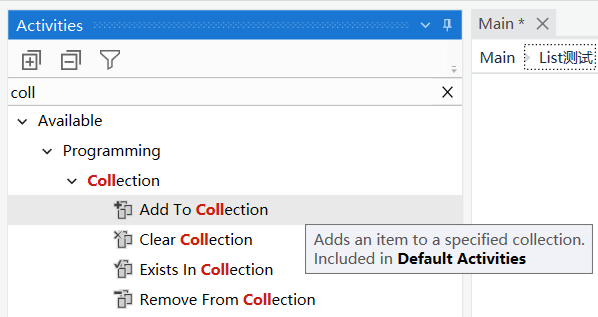 Activities
Main *
Main
List测试
coll
Available
Programming
Collection
Add To Collection
Clear Collection
Adds an item to a specified collection.
Included in Default Activities
Exists In Collection
Remove From Collection